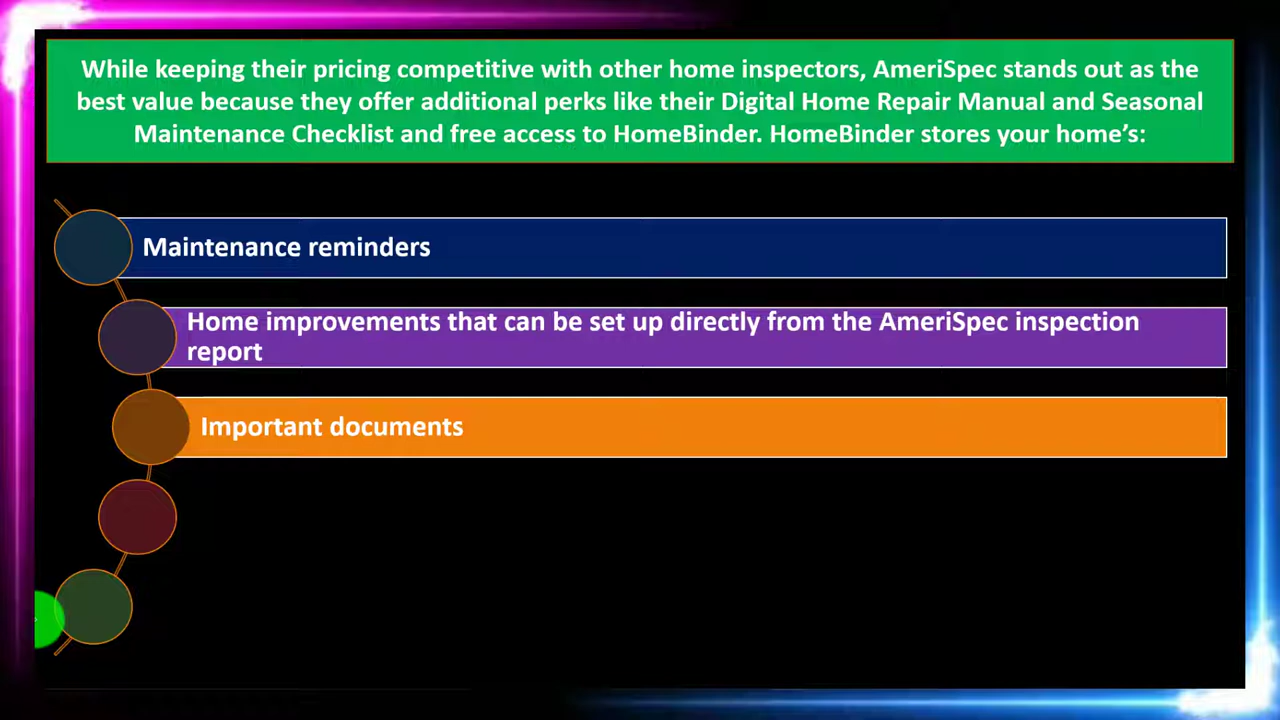 While keeping their pricing competitive with other home inspectors, AmeriSpec stands out as the
best value because they offer additional perks like their Digital Home Repair Manual and Seasonal
Maintenance Checklist and free access to HomeBinder. HomeBinder stores your home’s:
Maintenance reminders
Home improvements that can be set up directly from the AmeriSpec inspection
report
Important documents